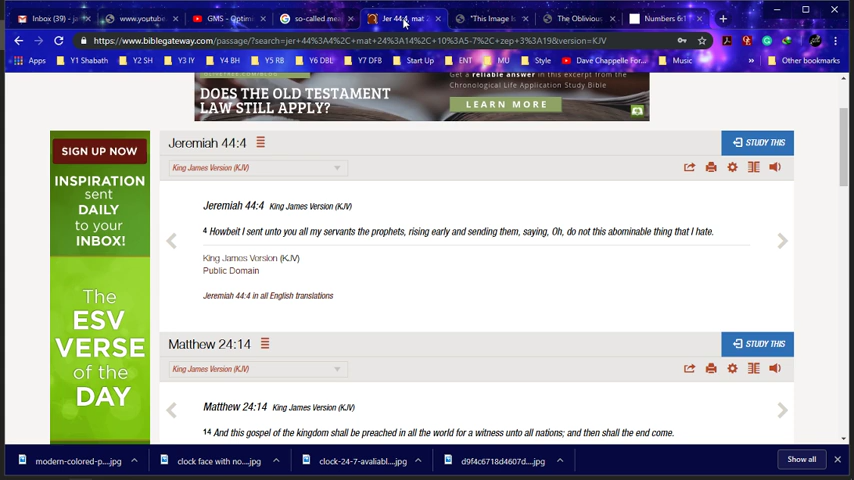 Inbox (39) - j
www.youtube
GMS - Optim
so-called.mea
Jer 44:4, mat 2
"This Image Is
The Oblivious
Numbers 6:1
https://www.biblegateway.com/passage/?search=jer+44%3A4%2C+mat+24%3A14%2C+10%3A5-7%2C+zep+3%3A19&version=KJV
Apps
Y1 Shabath
Y2 SH
Y3 IY
Y4 BH
Y5 RB
Y6 DBL
Y7 DFB
Start Up
ENT
MU
Style
Dave Chappelle For...
Music
»
Other bookmarks
DOES THE OLD TESTAMENT
LAW STILL APPLY?
Get a reliable answer in this excerpt from the
Chronological Life Application Study Bible
LEARN MORE
SIGN UP NOW
INSPIRATION
sent
DAILY
to your
INBOX!
The
ESV
VERSE
of the
DAY
Jeremiah 44:4
STUDY THIS
King James Version (KJV)
Jeremiah 44:4 King James Version (KJV)
4 Howbeit I sent unto you all my servants the prophets, rising early and sending them, saying, Oh, do not this abominable thing that I hate.
King James Version (KJV)
Public Domain
Jeremiah 44:4 in all English translations
Matthew 24:14
STUDY THIS
King James Version (KJV)
Matthew 24:14 King James Version (KJV)
14 And this gospel of the kingdom shall be preached in all the world for a witness unto all nations; and then shall the end come.
modern-colored-p....jpg
clock face with no....jpg
clock-24-7-avaliabl....jpg
d9f4c6718d4607d....jpg
Show all